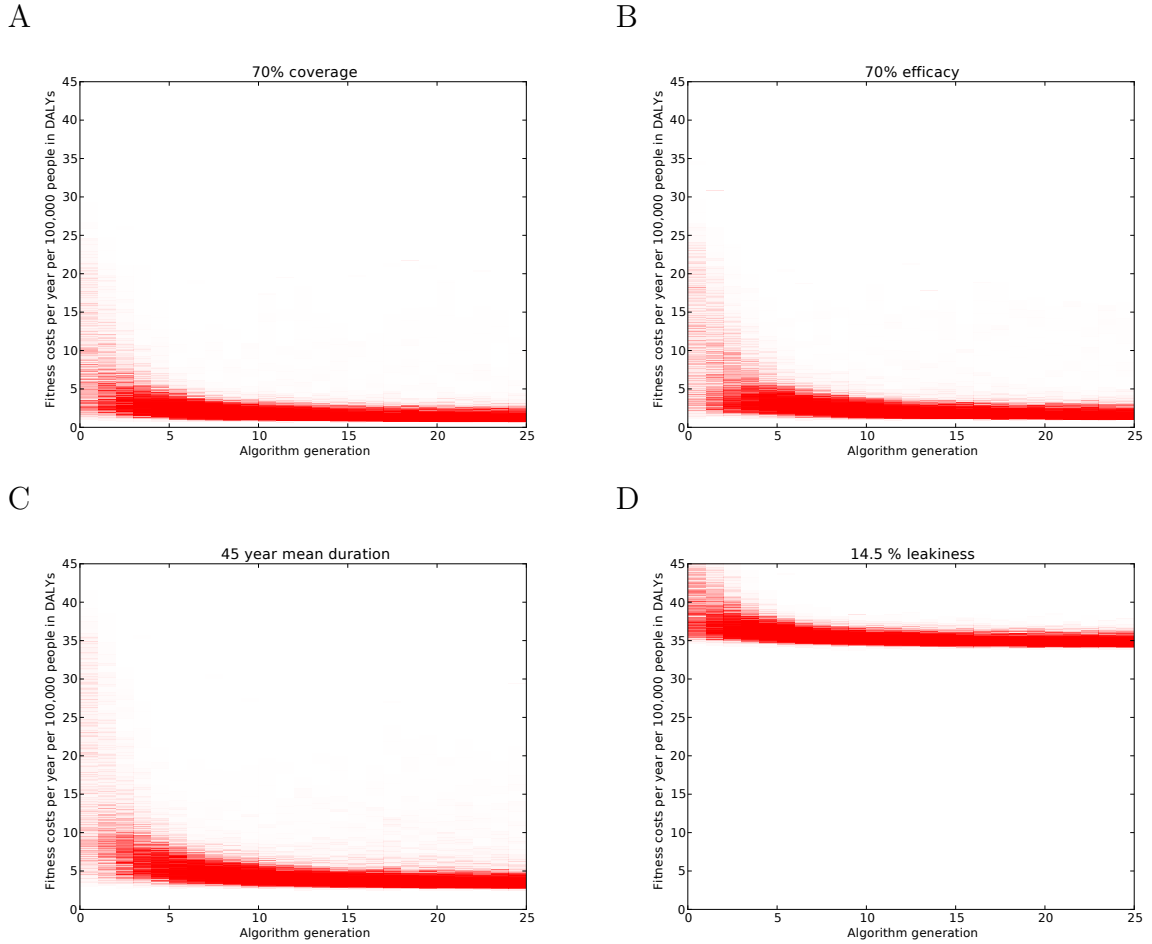 A
70% coverage
Fitness costs per year per 100,000 people in DALYs
45
40
35
30
25
20
15
10
5
0
0 5 10 15 20 25
Algorithm generation
B
70% efficacy
Fitness costs per year per 100,000 people in DALYs
45
40
35
30
25
20
15
10
5
0
0 5 10 15 20 25
Algorithm generation
C
45 year mean duration
Fitness costs per year per 100,000 people in DALYs
45
40
35
30
25
20
15
10
5
0
0 5 10 15 20 25
Algorithm generation
D
14.5 % leakiness
Fitness costs per year per 100,000 people in DALYs
45
40
35
30
25
20
15
10
5
0
0 5 10 15 20 25
Algorithm generation